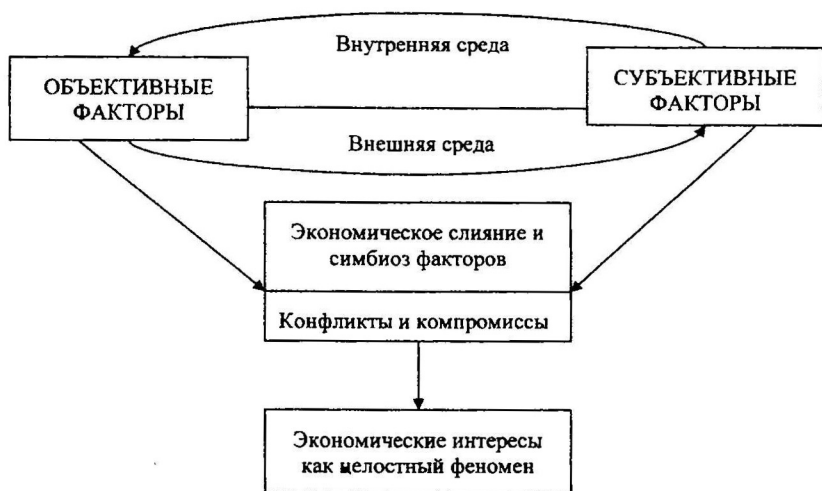 Внутренняя среда
ОБЪЕКТИВНЫЕ
ФАКТОРЫ
СУБЪЕКТИВНЫЕ
ФАКТОРЫ
Внешняя среда
Экономическое слияние и
симбиоз факторов
Конфликты и компромиссы
Экономические интересы
как целостный феномен